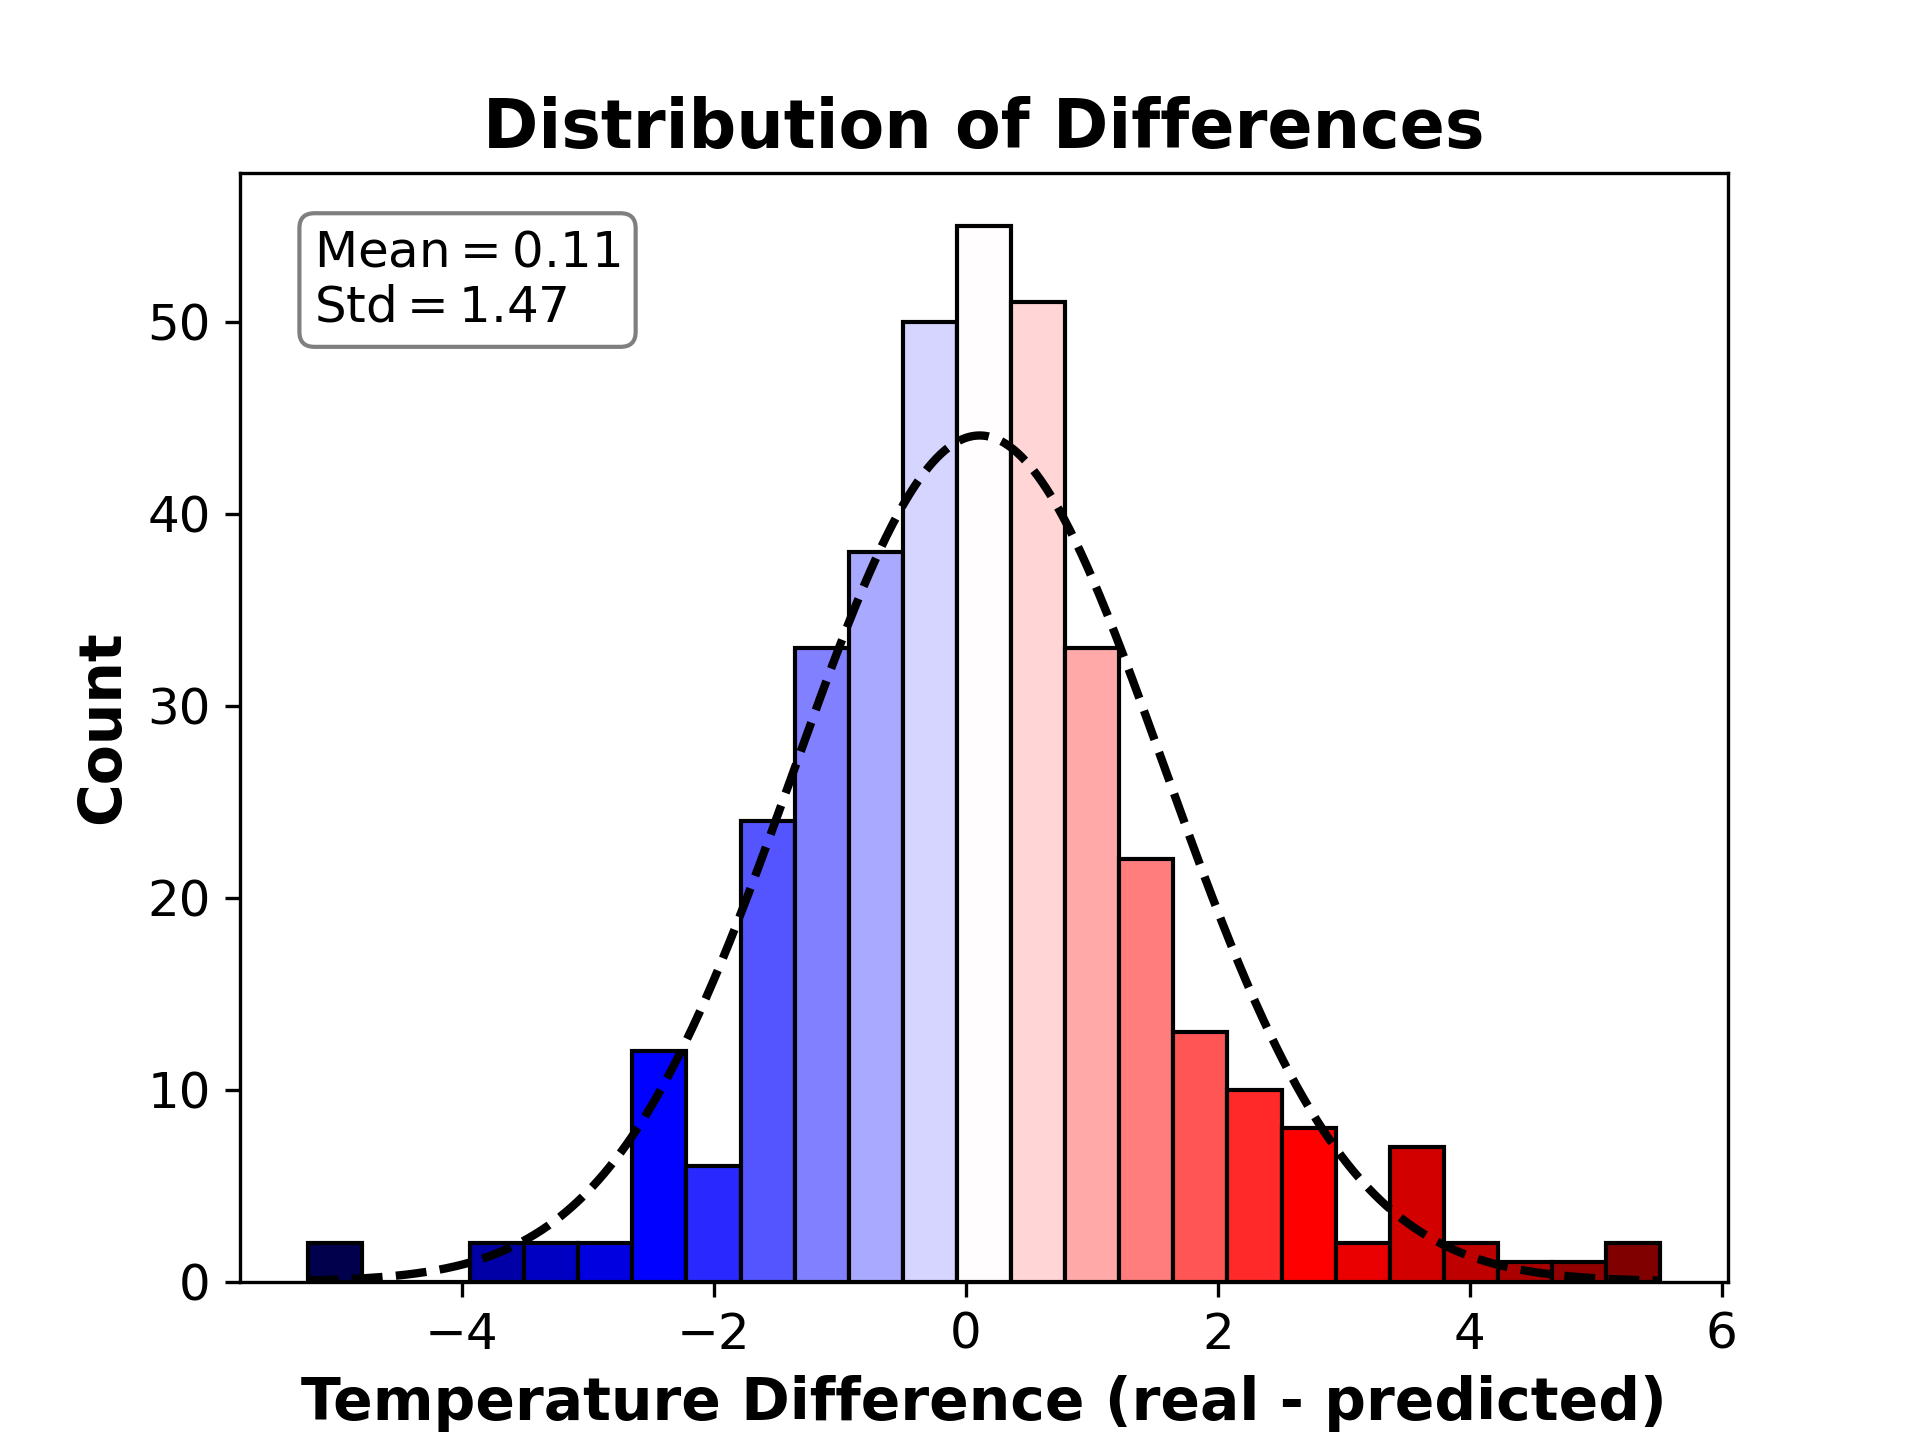 Distribution of Differences
Mean = 0.11
Std = 1.47
Count
50
40
30
20
10
0
−4 −2 0 2 4 6
Temperature Difference (real - predicted)